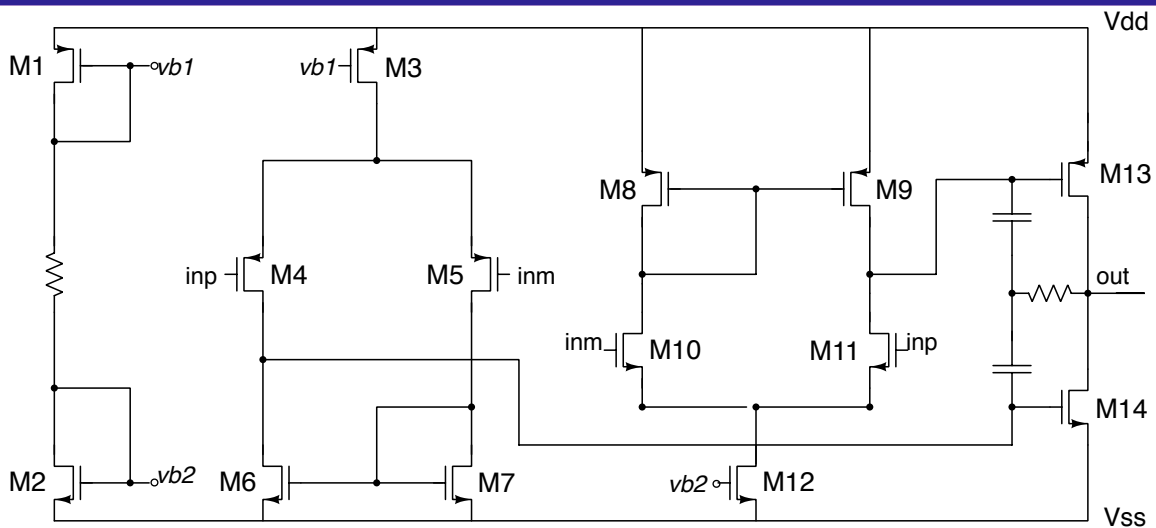 Vdd
M1
vb1
vb1
M3
M8
M9
M13
inp
M4
M5
inm
out
inm
M10
M11
inp
M14
M2
vb2
M6
M7
vb2
M12
Vss